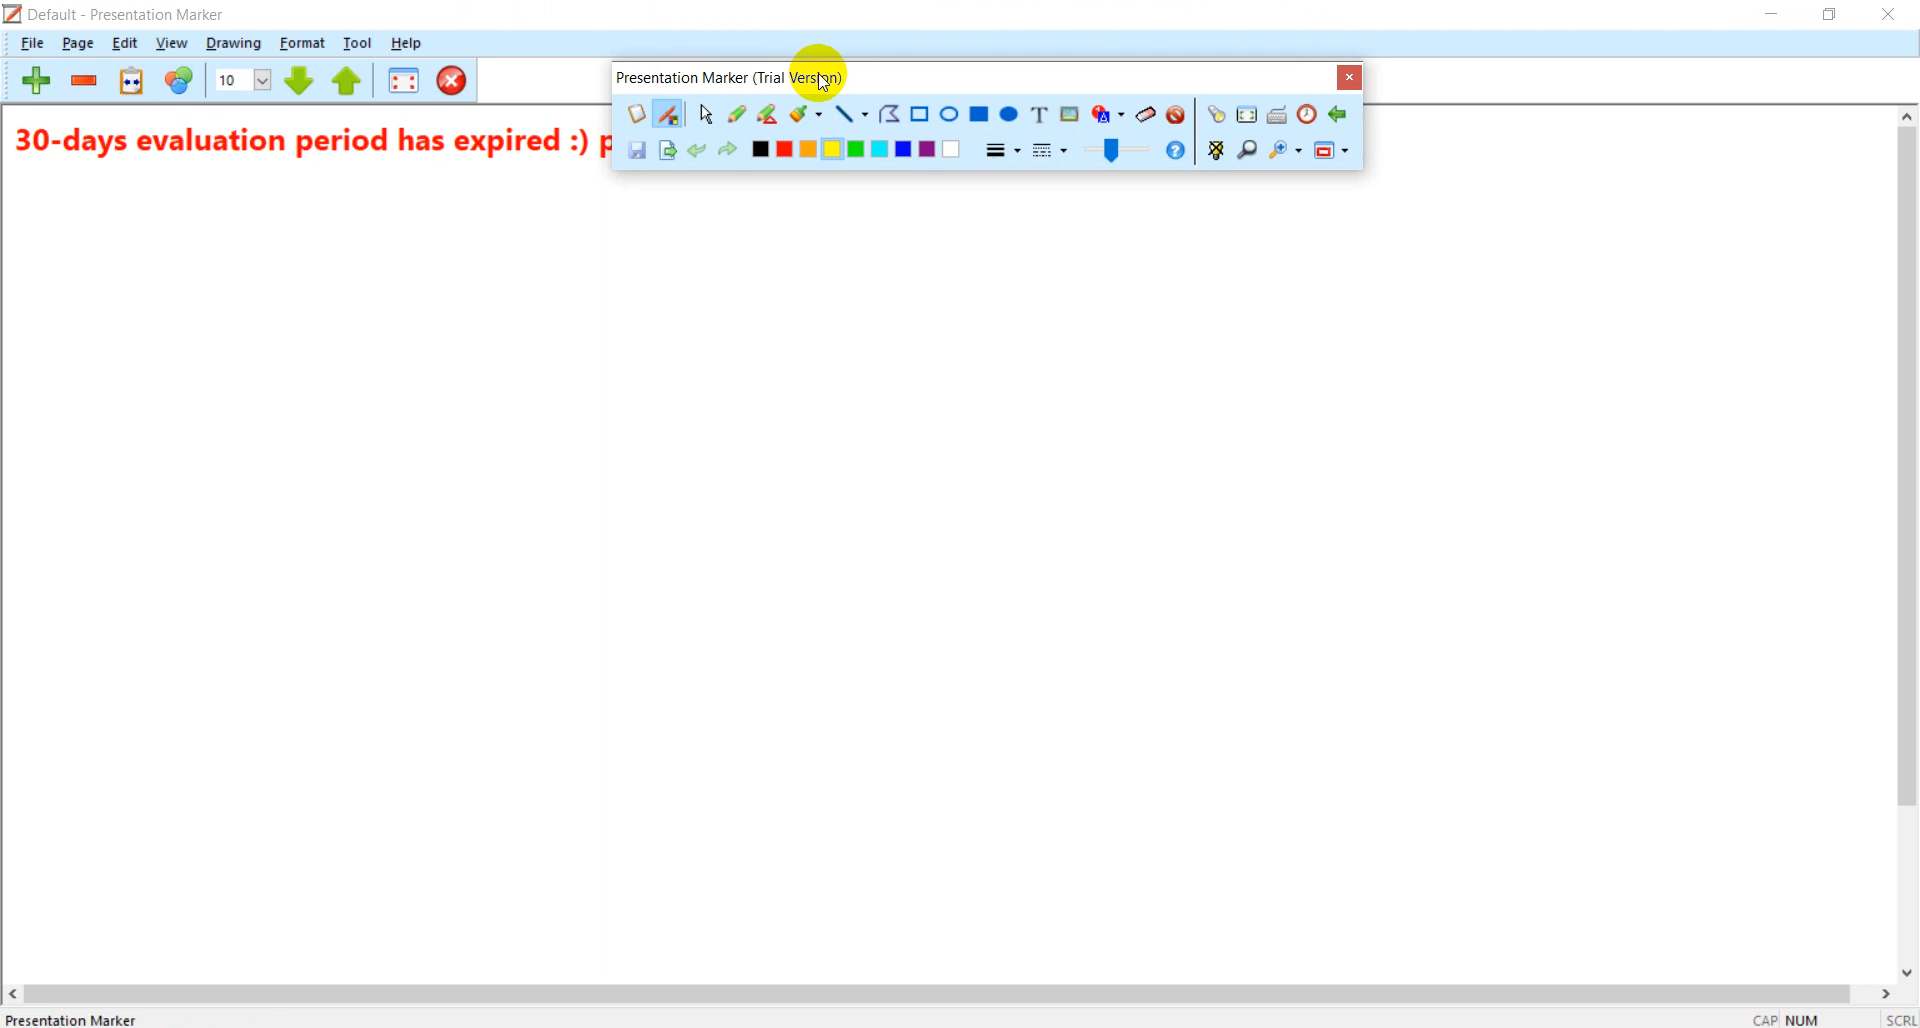 Default - Presentation Marker
File Page Edit View Drawing Format Tool Help
10
Presentation Marker (Trial Version)
30-days evaluation period has expired :) p
Presentation Marker
CAP NUM SCRL